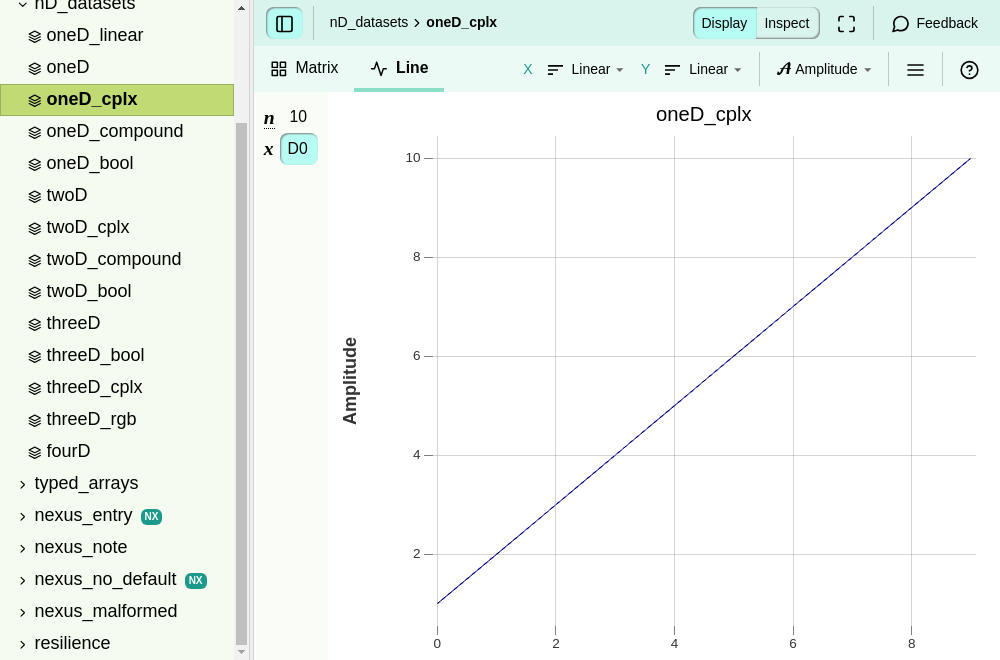 nD_datasets
oneD_linear
oneD
oneD_cplx
oneD_compound
oneD_bool
twoD
twoD_cplx
twoD_compound
twoD_bool
threeD
threeD_bool
threeD_cplx
threeD_rgb
fourD
typed_arrays
nexus_entry NX
nexus_note
nexus_no_default NX
nexus_malformed
resilience
nD_datasets › oneD_cplx
Display Inspect Feedback
Matrix Line X Linear Y Linear A Amplitude
n 10
x D0
oneD_cplx
Amplitude
10
8
6
4
2
0 2 4 6 8